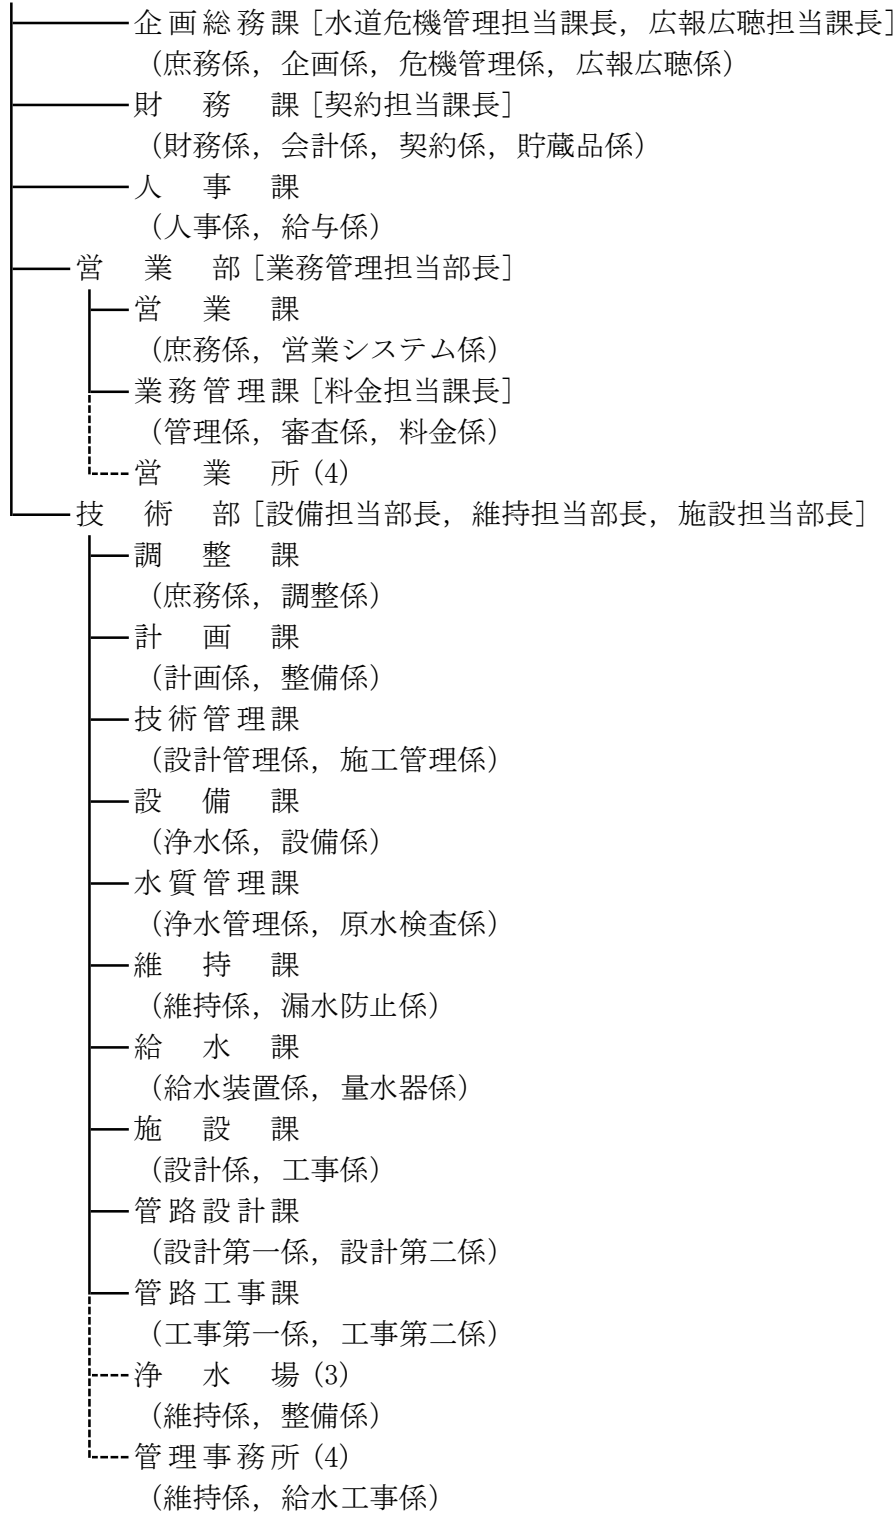 企画総務課［水道危機管理担当課長，広報広聴担当課長］
（庶務係，企画係，危機管理係，広報広聴係）
財務課［契約担当課長］
（財務係，会計係，契約係，貯蔵品係）
人事課
（人事係，給与係）
営業部［業務管理担当部長］
営業課
（庶務係，営業システム係）
業務管理課［料金担当課長］
（管理係，審査係，料金係）
営業所(4)
技術部［設備担当部長，維持担当部長，施設担当部長］
調整課
（庶務係，調整係）
計画課
（計画係，整備係）
技術管理課
（設計管理係，施工管理係）
設備課
（浄水係，設備係）
水質管理課
（浄水管理係，原水検査係）
維持課
（維持係，漏水防止係）
給水課
（給水装置係，量水器係）
施設課
（設計係，工事係）
管路設計課
（設計第一係，設計第二係）
管路工事課
（工事第一係，工事第二係）
浄水場(3)
（維持係，整備係）
管理事務所(4)
（維持係，給水工事係）